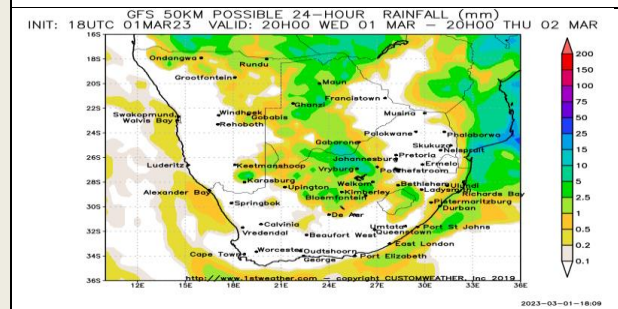 GFS 50KM POSSIBLE 24-HOUR RAINFALL (mm)
INIT: 18UTC 01MAR23 VALID: 20H00 WED 01 MAR – 20H00 THU 02 MAR
16S
Ondangwa
Rundu
18S
Grootfontein
Maun
20S
Francistown
Ghanzi
22S
Musina
Swakopmund
Windhoek
Gobabis
Walvis Bay
Rehoboth
24S
Polokwane
Phalaborwa
Gaborone
Skukuza
Nelspruit
26S
Johannesburg
Pretoria
Luderitz
Keetmanshoop
Vryburg
Ermelo
Potchefstroom
28S
Karasburg
Upington
Welkom
Bethlehem
Ulundi
Alexander Bay
Kimberley
Ladysmith
Richards Bay
Bloemfontein
30S
Springbok
Pietermaritzburg
Durban
De Aar
Calvinia
Umtata
Port St Johns
32S
Vredendal
Beaufort West
Queenstown
East London
Worcester
Oudtshoorn
34S
Cape Town
George
Port Elizabeth
http://www.1stweather.com – copyright CUSTOMWEATHER, Inc 2019
36S
12E 15E 18E 21E 24E 27E 30E 33E 36E
200
150
100
75
50
25
15
10
5
2.5
1
0.5
0.2
0.1
2023-03-01-18:09